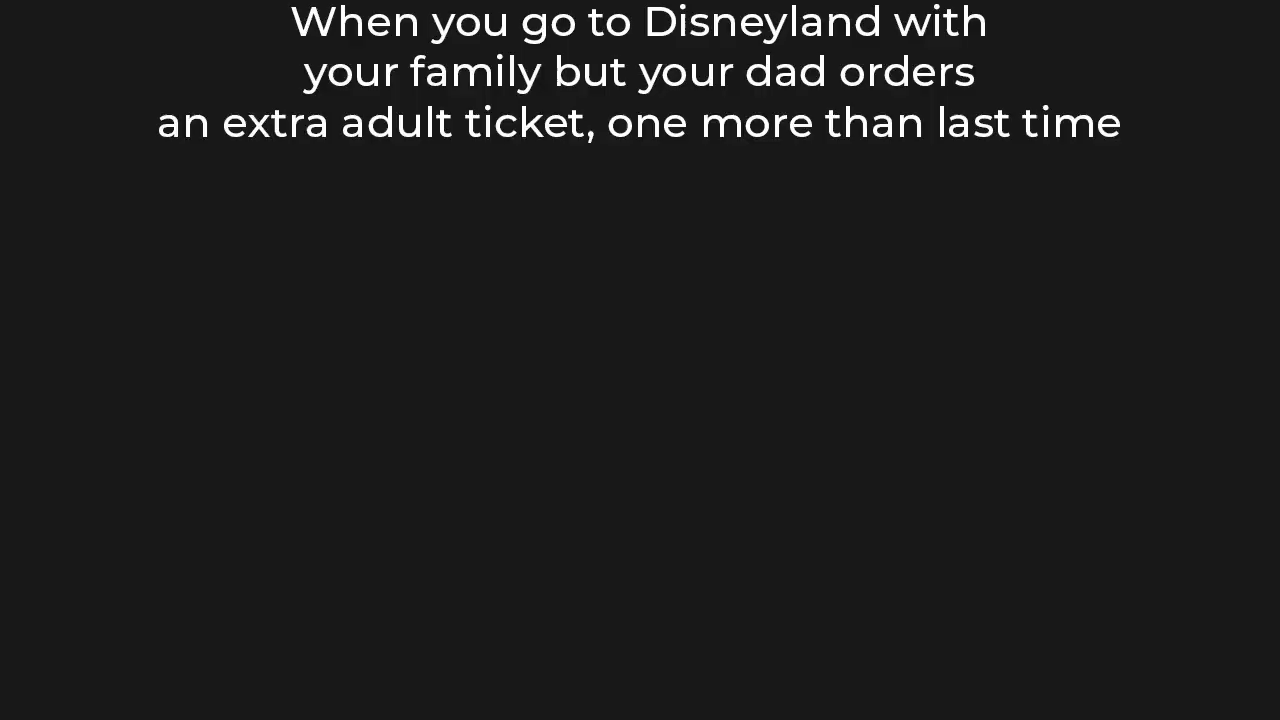 When you go to Disneyland with
your family but your dad orders
an extra adult ticket, one more than last time